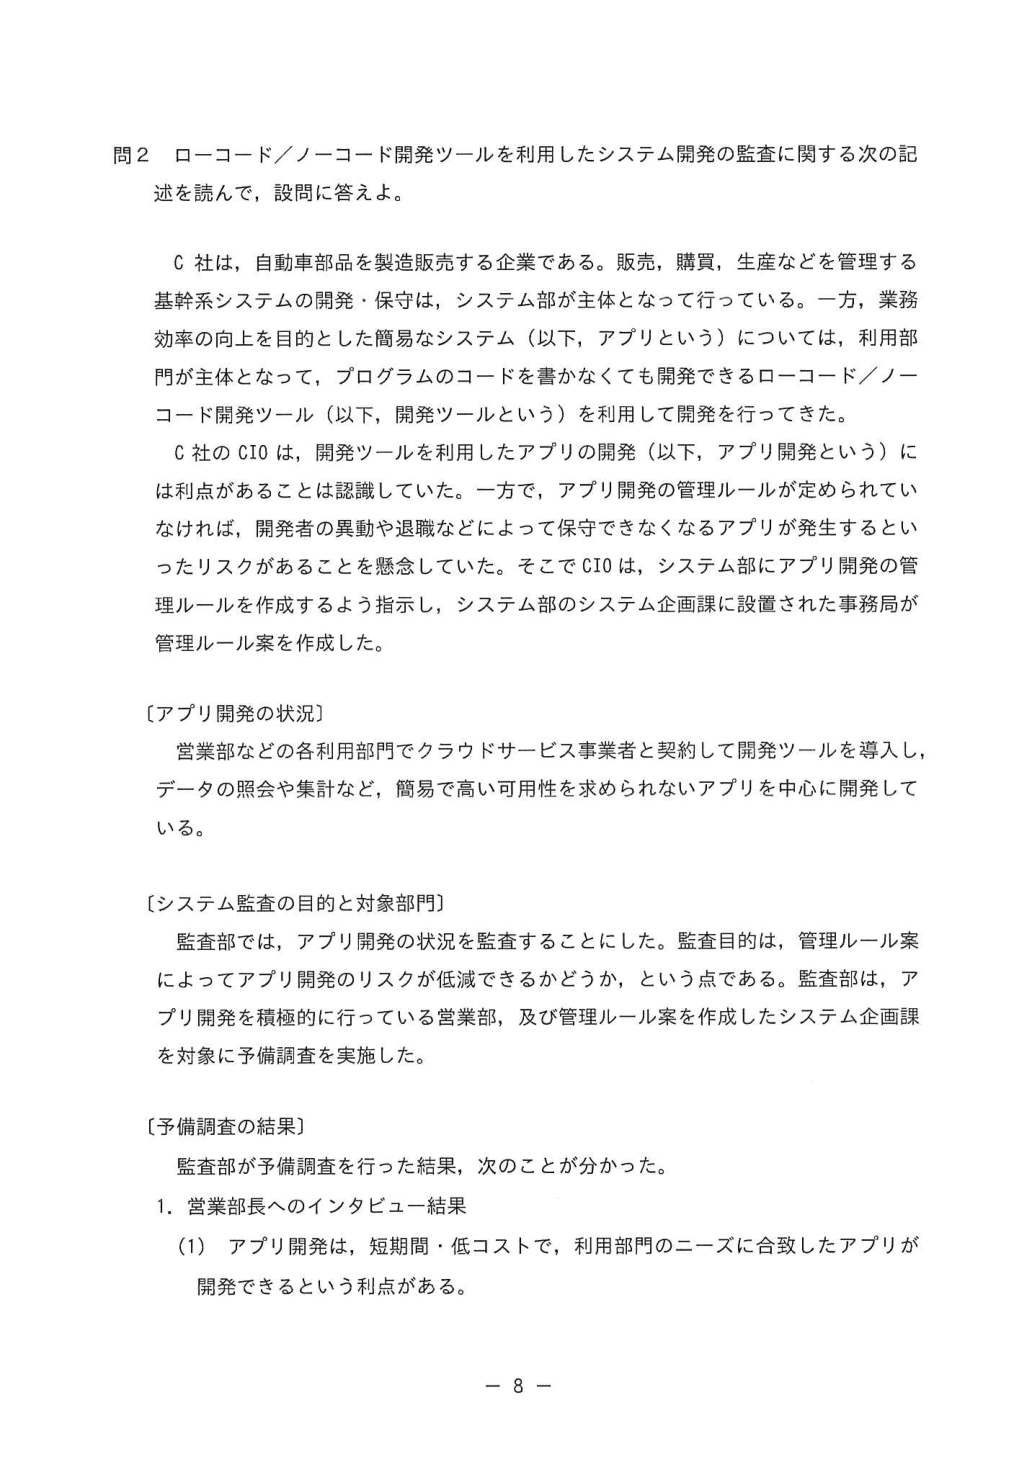 問２　ローコード／ノーコード開発ツールを利用したシステム開発の監査に関する次の記
述を読んで，設問に答えよ。
C 社は，自動車部品を製造販売する企業である。販売，購買，生産などを管理する
基幹系システムの開発・保守は，システム部が主体となって行っている。一方，業務
効率の向上を目的とした簡易なシステム（以下，アプリという）については，利用部
門が主体となって，プログラムのコードを書かなくても開発できるローコード／ノー
コード開発ツール（以下，開発ツールという）を利用して開発を行ってきた。
C 社の CIO は，開発ツールを利用したアプリの開発（以下，アプリ開発という）に
は利点があることは認識していた。一方で，アプリ開発の管理ルールが定められてい
なければ，開発者の異動や退職などによって保守できなくなるアプリが発生するとい
ったリスクがあることを懸念していた。そこで CIO は，システム部にアプリ開発の管
理ルールを作成するよう指示し，システム部のシステム企画課に設置された事務局が
管理ルール案を作成した。
〔アプリ開発の状況〕
営業部などの各利用部門でクラウドサービス事業者と契約して開発ツールを導入し，
データの照会や集計など，簡易で高い可用性を求められないアプリを中心に開発して
いる。
〔システム監査の目的と対象部門〕
監査部では，アプリ開発の状況を監査することにした。監査目的は，管理ルール案
によってアプリ開発のリスクが低減できるかどうか，という点である。監査部は，ア
プリ開発を積極的に行っている営業部，及び管理ルール案を作成したシステム企画課
を対象に予備調査を実施した。
〔予備調査の結果〕
監査部が予備調査を行った結果，次のことが分かった。
1．営業部長へのインタビュー結果
（1）　アプリ開発は，短期間・低コストで，利用部門のニーズに合致したアプリが
開発できるという利点がある。
－ 8 －